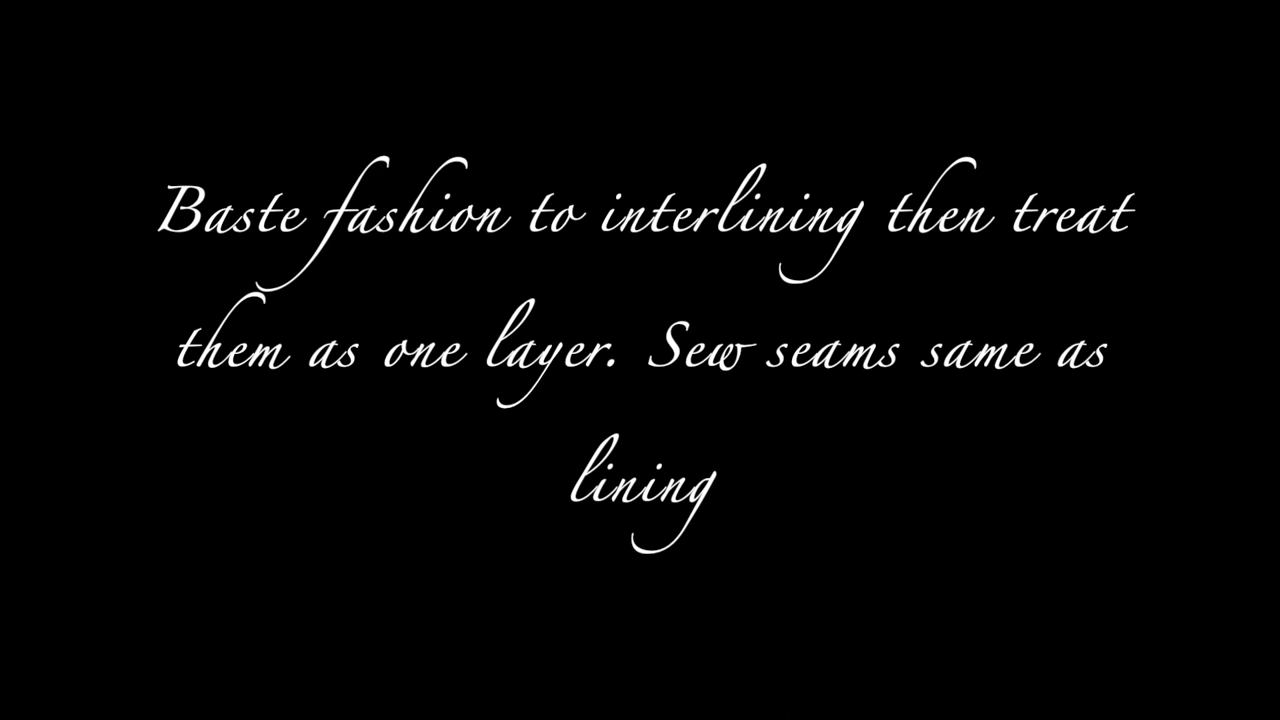 Baste fashion to interlining then treat
them as one layer. Sew seams same as
lining